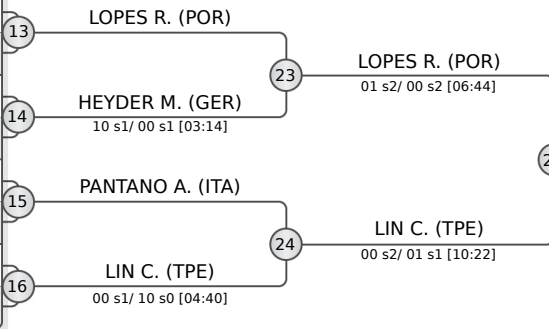 LOPES R. (POR)
13
23
LOPES R. (POR)
01 s2/ 00 s2 [06:44]
HEYDER M. (GER)
14
10 s1/ 00 s1 [03:14]
PANTANO A. (ITA)
15
24
LIN C. (TPE)
00 s2/ 01 s1 [10:22]
LIN C. (TPE)
16
00 s1/ 10 s0 [04:40]